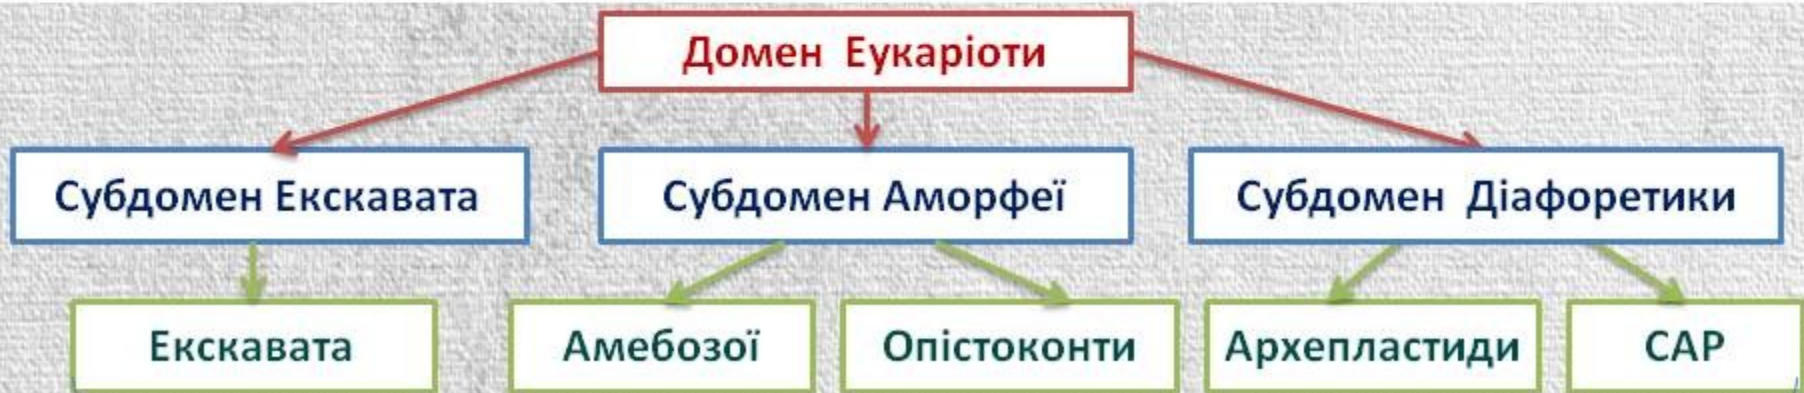 Домен Еукаріоти
Субдомен Екскавата
Субдомен Аморфеї
Субдомен Діафоретики
Екскавата
Амебозої
Опістоконти
Архепластиди
САР